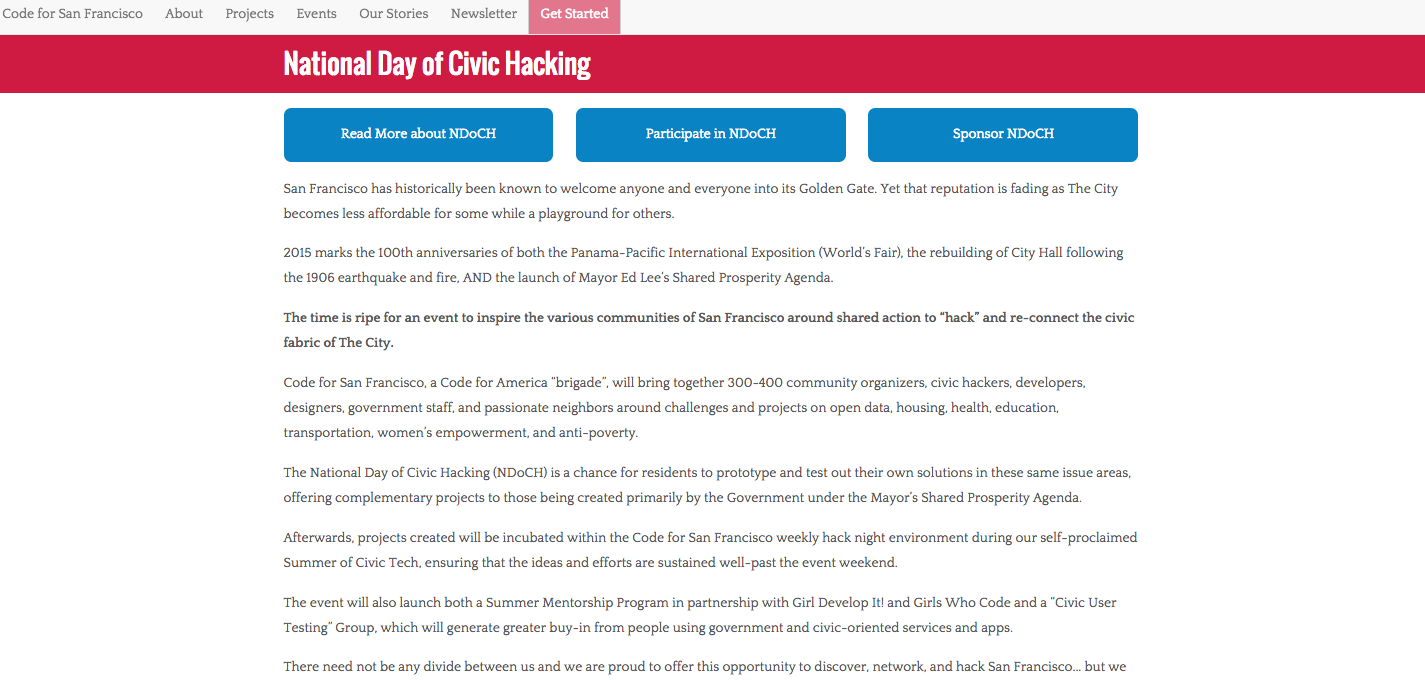 Code for San Francisco About Projects Events Our Stories Newsletter Get Started
National Day of Civic Hacking
Read More about NDoCH Participate in NDoCH Sponsor NDoCH
San Francisco has historically been known to welcome anyone and everyone into its Golden Gate. Yet that reputation is fading as The City
becomes less affordable for some while a playground for others.
2015 marks the 100th anniversaries of both the Panama-Pacific International Exposition (World's Fair), the rebuilding of City Hall following
the 1906 earthquake and fire, AND the launch of Mayor Ed Lee's Shared Prosperity Agenda.
The time is ripe for an event to inspire the various communities of San Francisco around shared action to “hack” and re-connect the civic
fabric of The City.
Code for San Francisco, a Code for America “brigade”, will bring together 300-400 community organizers, civic hackers, developers,
designers, government staff, and passionate neighbors around challenges and projects on open data, housing, health, education,
transportation, women's empowerment, and anti-poverty.
The National Day of Civic Hacking (NDoCH) is a chance for residents to prototype and test out their own solutions in these same issue areas,
offering complementary projects to those being created primarily by the Government under the Mayor's Shared Prosperity Agenda.
Afterwards, projects created will be incubated within the Code for San Francisco weekly hack night environment during our self-proclaimed
Summer of Civic Tech, ensuring that the ideas and efforts are sustained well-past the event weekend.
The event will also launch both a Summer Mentorship Program in partnership with Girl Develop It! and Girls Who Code and a “Civic User
Testing” Group, which will generate greater buy-in from people using government and civic-oriented services and apps.
There need not be any divide between us and we are proud to offer this opportunity to discover, network, and hack San Francisco... but we